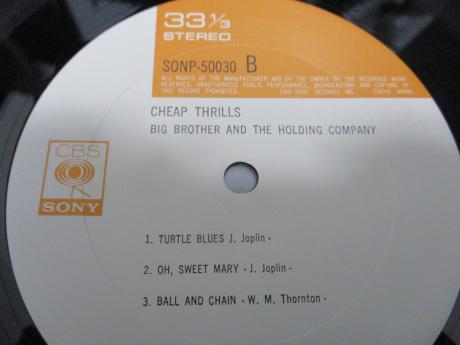 33 1/3
STEREO
SONP-50030 B
ALL RIGHTS OF THE MANUFACTURER AND OF THE OWNER OF THE RECORDED WORK
RESERVED. UNAUTHORIZED PUBLIC PERFORMANCE, BROADCASTING AND COPYING OF
THIS RECORD PROHIBITED. CBS/SONY RECORDS INC. TOKYO JAPAN.
CHEAP THRILLS
BIG BROTHER AND THE HOLDING COMPANY
CBS
SONY
1. TURTLE BLUES J. Joplin -
2. OH, SWEET MARY - J. Joplin -
3. BALL AND CHAIN - W. M. Thornton -